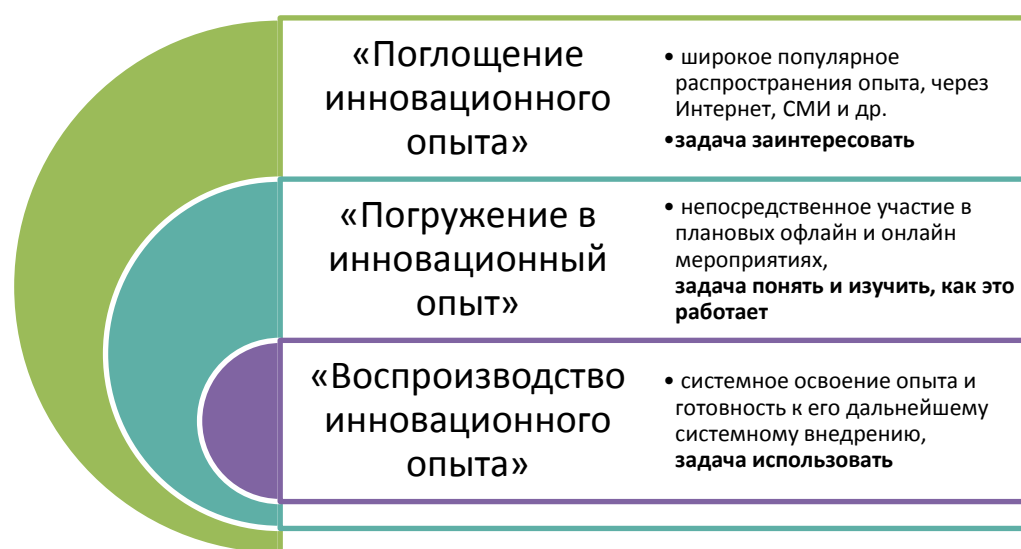 «Поглощение
инновационного
опыта»
• широкое популярное
распространения опыта, через
Интернет, СМИ и др.
•задача заинтересовать
«Погружение в
инновационный
опыт»
• непосредственное участие в
плановых офлайн и онлайн
мероприятиях,
задача понять и изучить, как это
работает
«Воспроизводство
инновационного
опыта»
• системное освоение опыта и
готовность к его дальнейшему
системному внедрению,
задача использовать